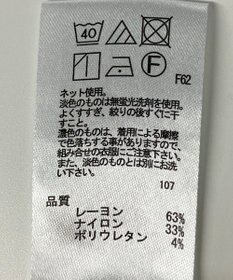 40
F
F62
ネット使用。
淡色のものは無蛍光洗剤を使用。
よくすすぎ、絞りの後すぐに干
すこと。
濃色のものは、着用による摩擦
で色落ちする事がありますので、
組み合せの衣類にご注意下さい。
また、淡色のものとは別にお洗
い下さい。
107
品質
レーヨン 63%
ナイロン 33%
ポリウレタン 4%